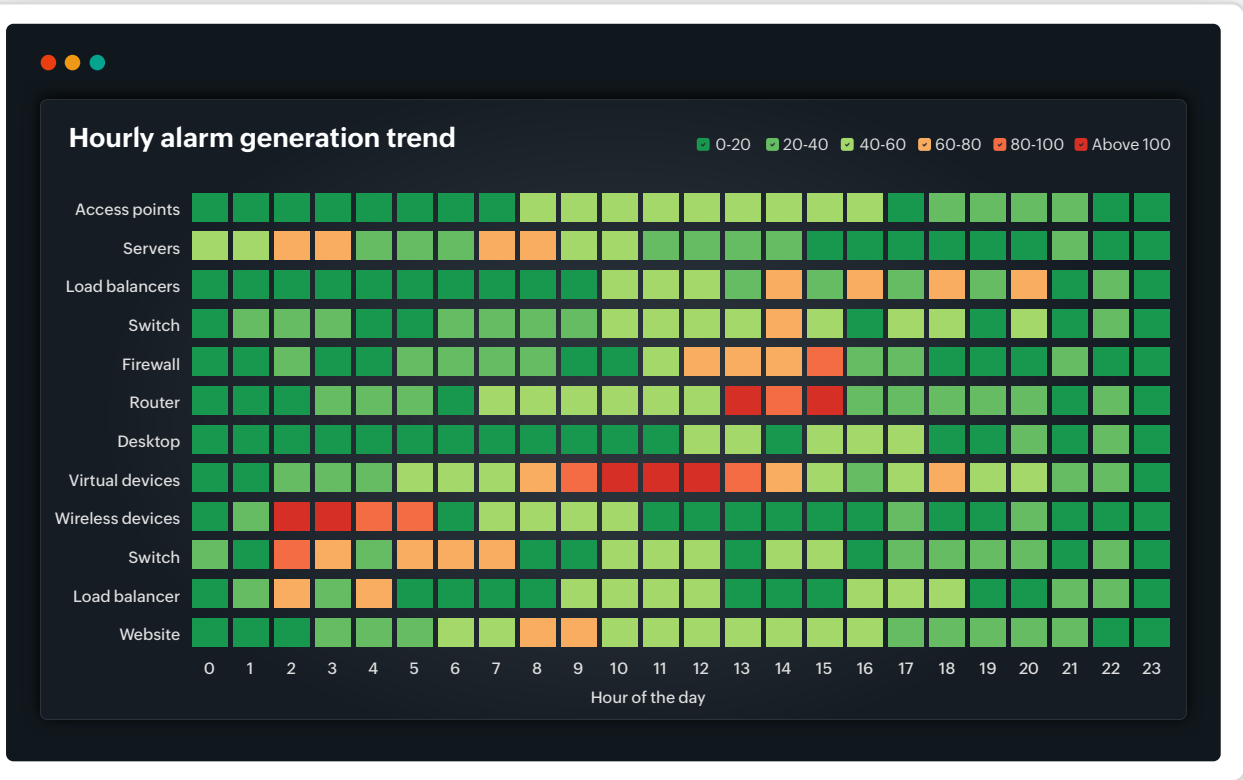 Hourly alarm generation trend
0-20 20-40 40-60 60-80 80-100 Above 100
Access points
Servers
Load balancers
Switch
Firewall
Router
Desktop
Virtual devices
Wireless devices
Switch
Load balancer
Website
0 1 2 3 4 5 6 7 8 9 10 11 12 13 14 15 16 17 18 19 20 21 22 23
Hour of the day